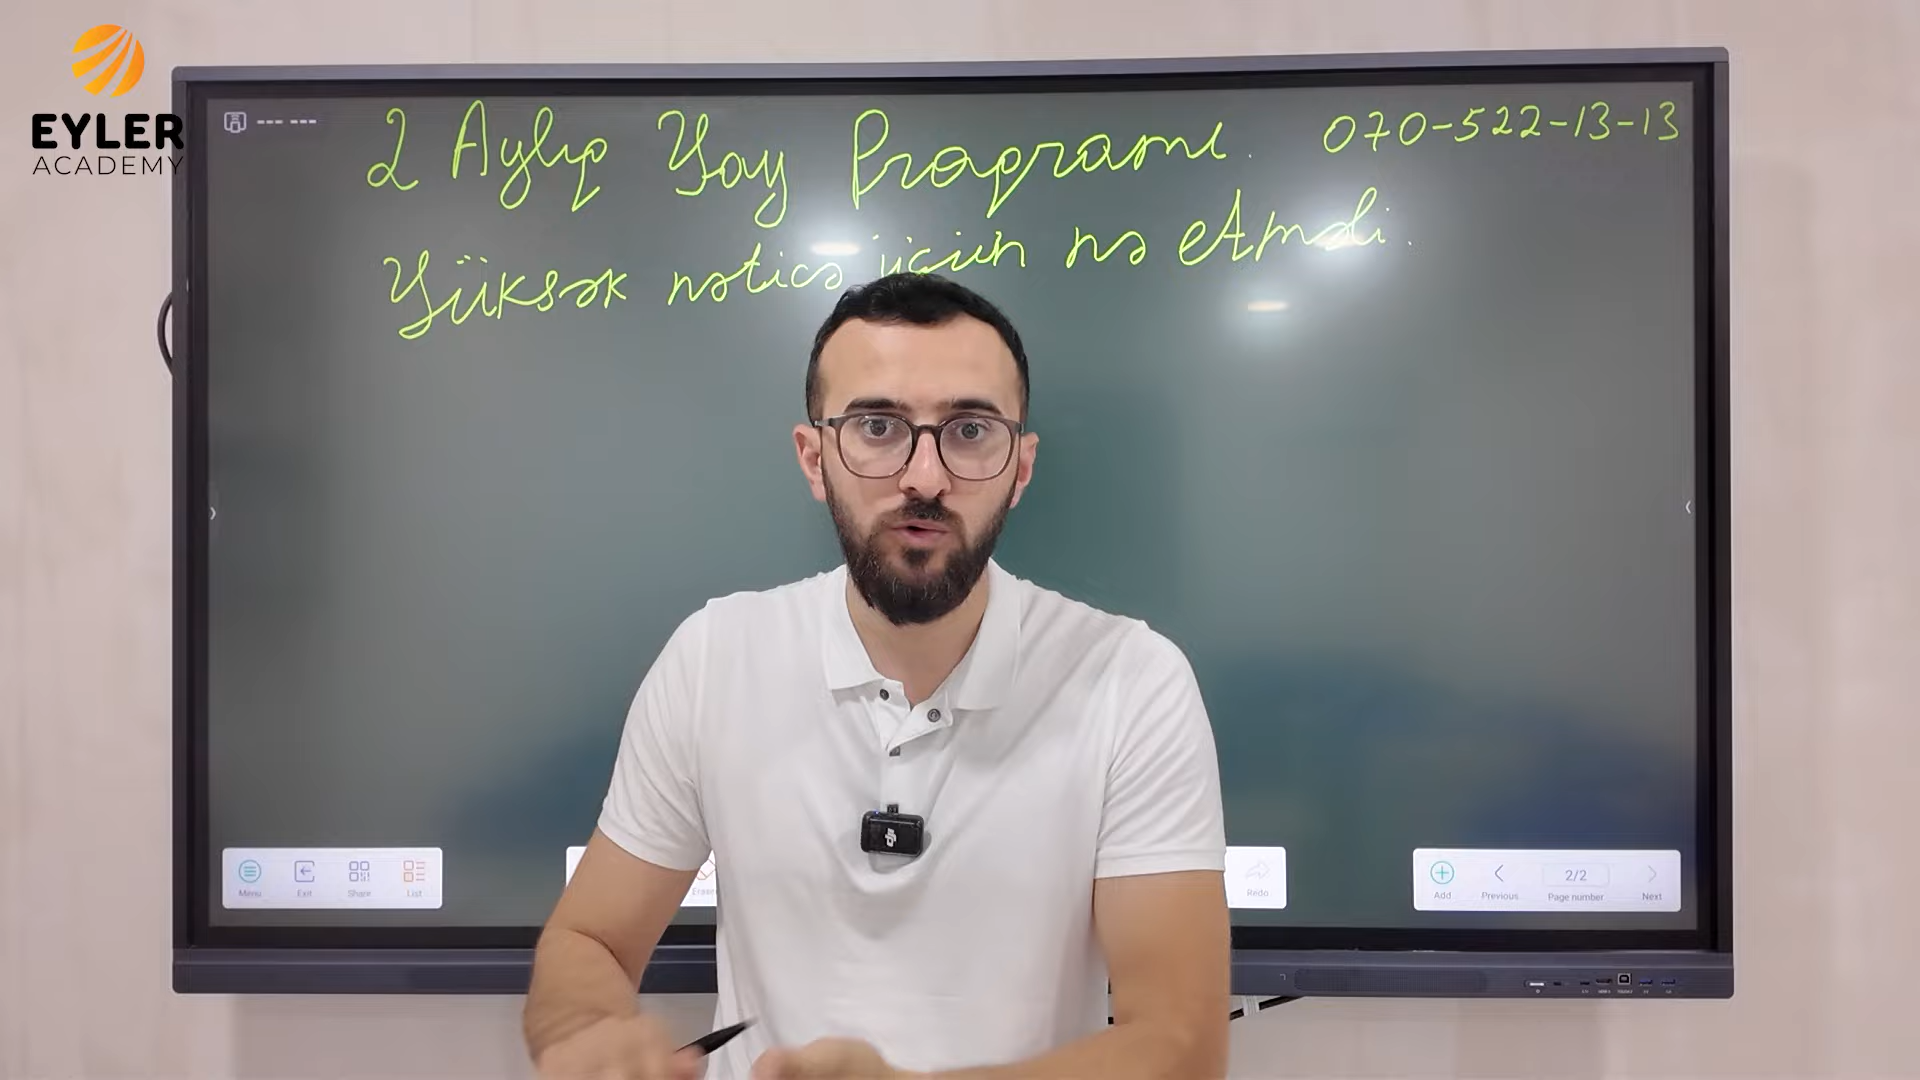 EYLER
ACADEMY
2 Aylıq Yay Proqramı. 070-522-13-13
Yüksək nəticə üçün nə etməli.
Menu Exit Share List
Eraser
Redo
Add Previous 2/2 Page number Next